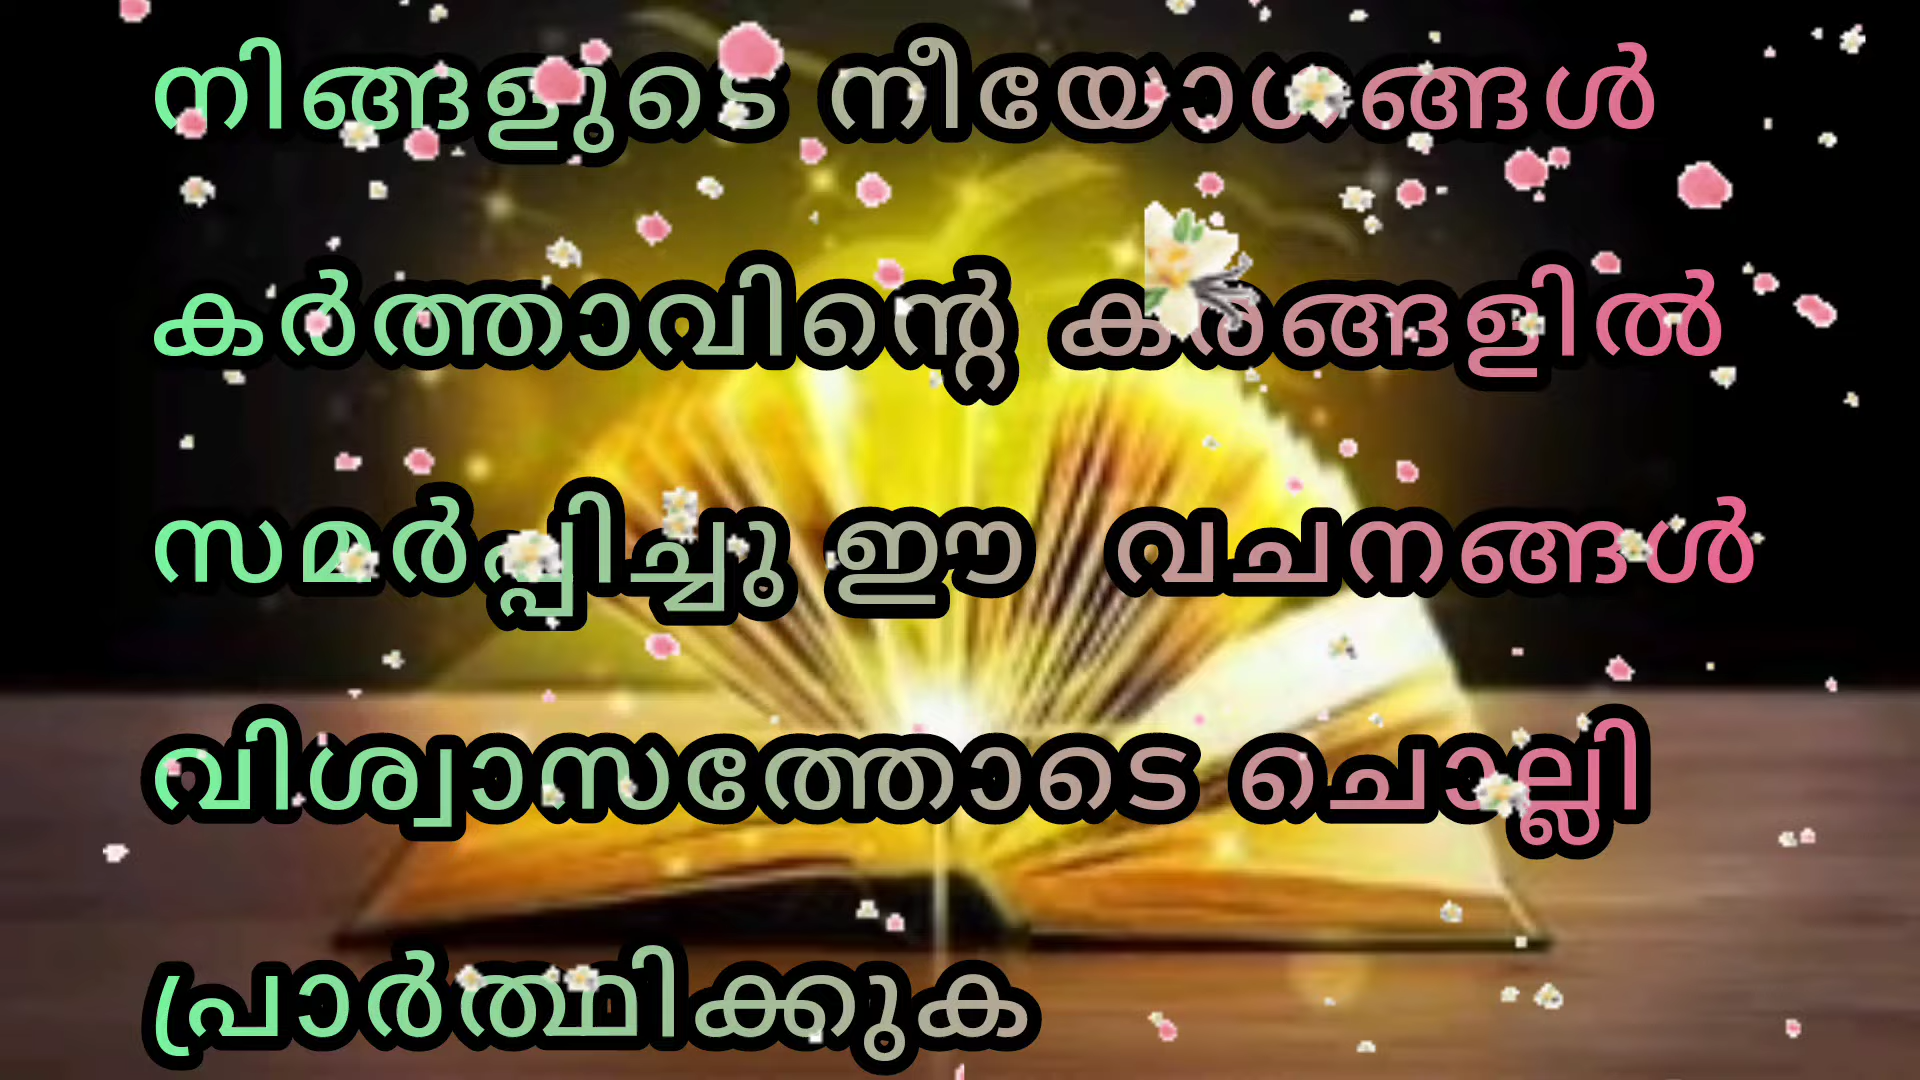 നിങ്ങളുടെ നീയോഗങ്ങൾ
കർത്താവിന്റെ കരങ്ങളിൽ
സമർപ്പിച്ചു ഈ വചനങ്ങൾ
വിശ്വാസത്തോടെ ചൊല്ലി
പ്രാർത്ഥിക്കുക